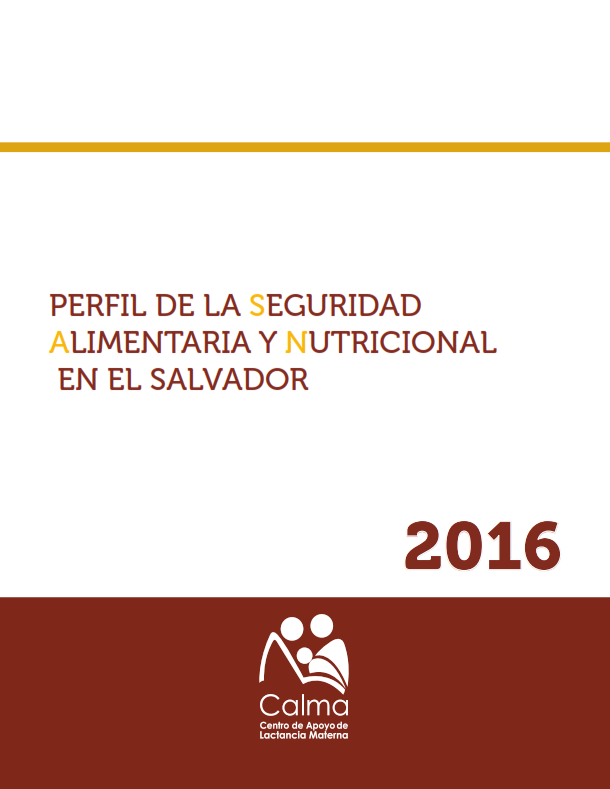 PERFIL DE LA SEGURIDAD
ALIMENTARIA Y NUTRICIONAL
EN EL SALVADOR
2016
Calma
Centro de Apoyo de
Lactancia Materna